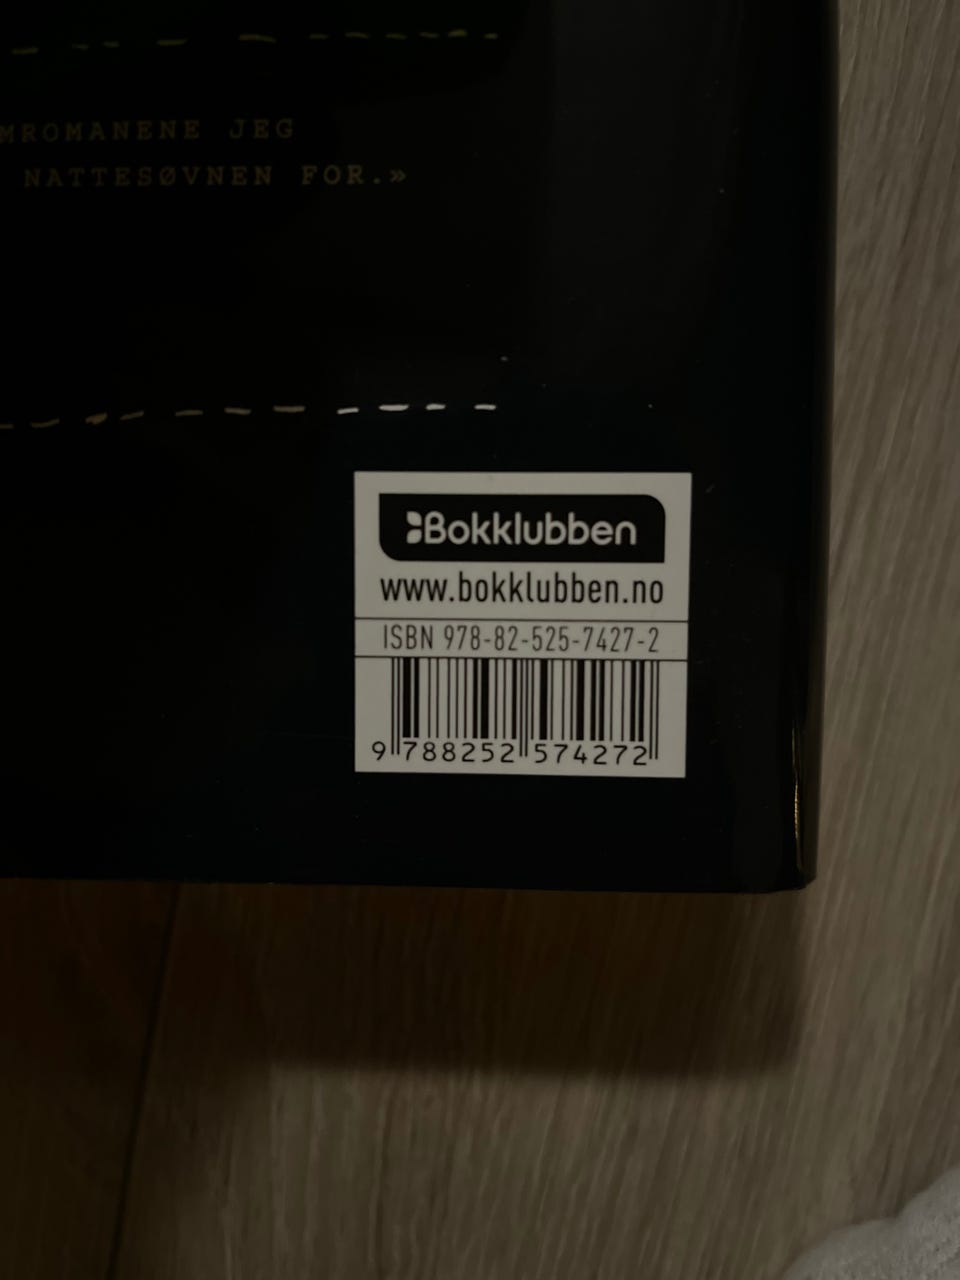 MROMANENE JEG
NATTESØVNEN FOR.»
Bokklubben
www.bokklubben.no
ISBN 978-82-525-7427-2
9 788252 574272